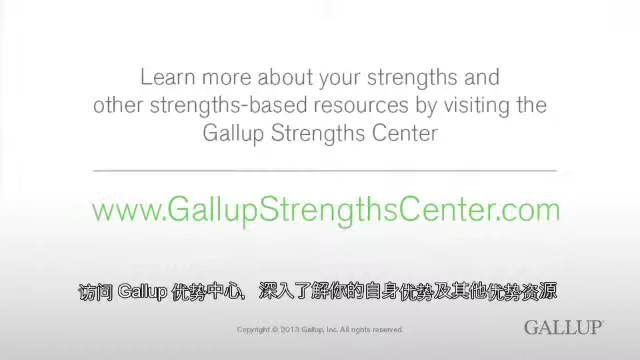 Learn more about your strengths and
other strengths-based resources by visiting the
Gallup Strengths Center
www.GallupStrengthsCenter.com
访问 Gallup 优势中心，深入了解你的自身优势及其他优势资源
Copyright © 2013 Gallup, Inc. All rights reserved.
GALLUP®